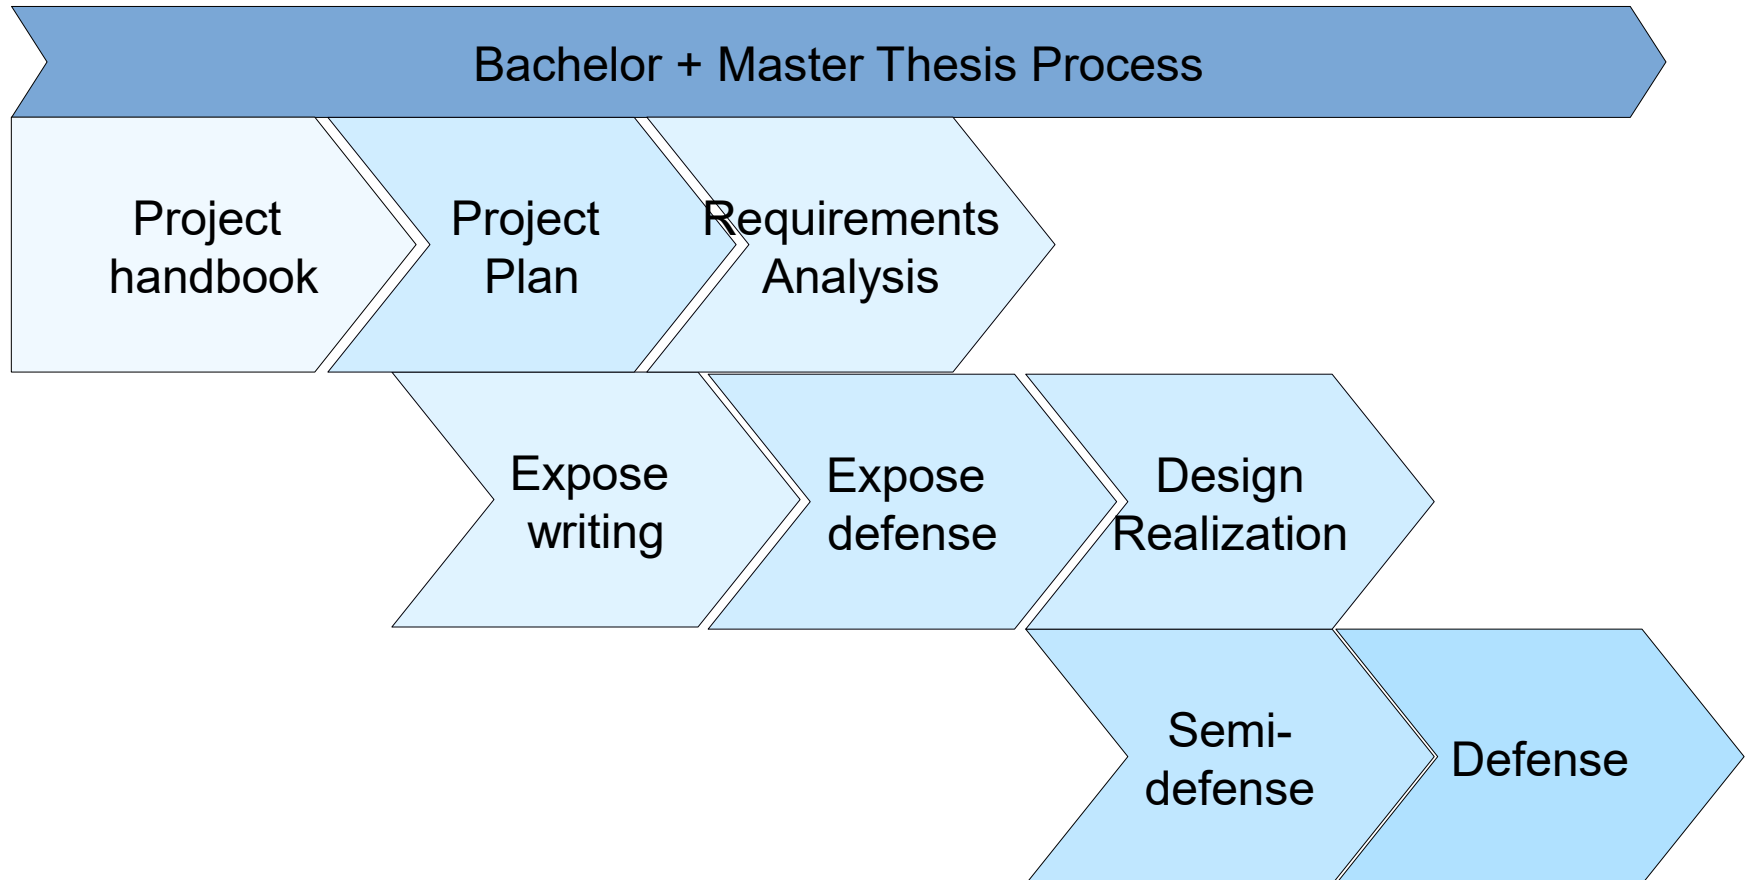 Bachelor + Master Thesis Process
Project
handbook
Project
Plan
Requirements
Analysis
Expose
writing
Expose
defense
Design
Realization
Semi-
defense
Defense